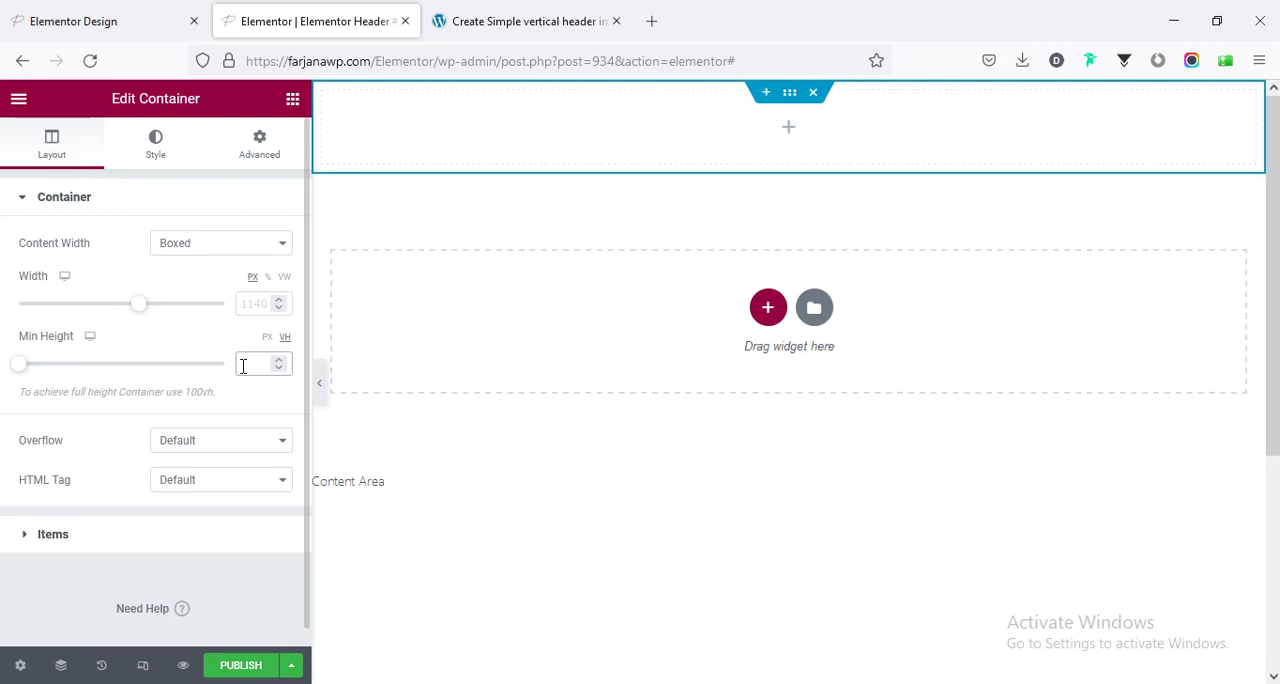 Elementor Design
Elementor | Elementor Header #
Create Simple vertical header in
https://farjanawp.com/Elementor/wp-admin/post.php?post=934&action=elementor#
Edit Container
Layout
Style
Advanced
Container
Content Width
Boxed
Width
PX % VW
1140
Min Height
PX VH
To achieve full height Container use 100vh.
Overflow
Default
HTML Tag
Default
Items
Need Help ?
PUBLISH
Drag widget here
Content Area
Activate Windows
Go to Settings to activate Windows.